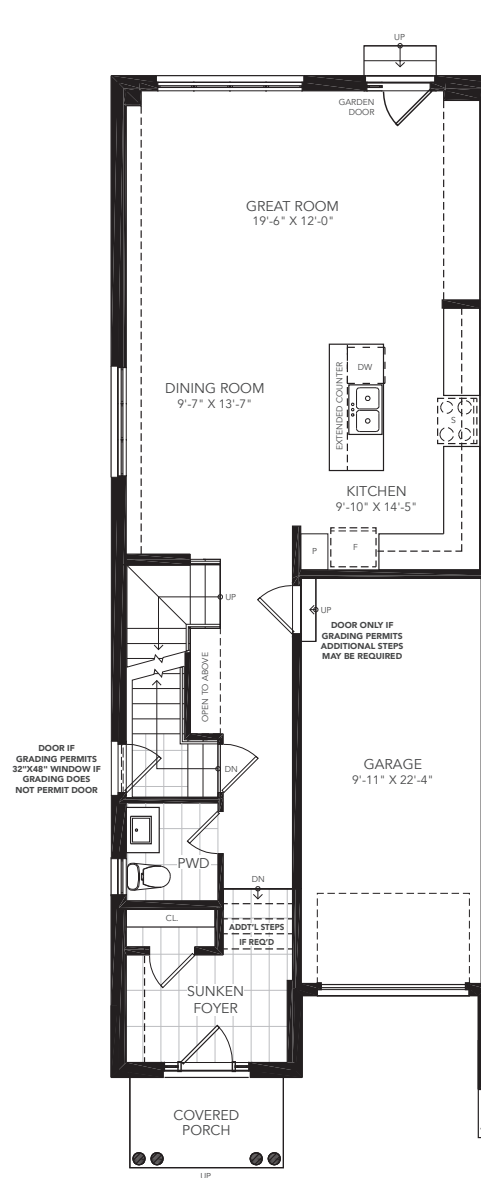 UP
GARDEN
DOOR
GREAT ROOM
19'-6" X 12'-0"
DW
EXTENDED COUNTER
DINING ROOM
9'-7" X 13'-7"
S
KITCHEN
9'-10" X 14'-5"
P
F
UP
UP
DOOR ONLY IF
GRADING PERMITS
ADDITIONAL STEPS
MAY BE REQUIRED
OPEN TO ABOVE
DOOR IF
GRADING PERMITS
32"X48" WINDOW IF
GRADING DOES
NOT PERMIT DOOR
DN
GARAGE
9'-11" X 22'-4"
PWD
DN
CL.
ADDT'L STEPS
IF REQ'D
SUNKEN
FOYER
COVERED
PORCH
UP